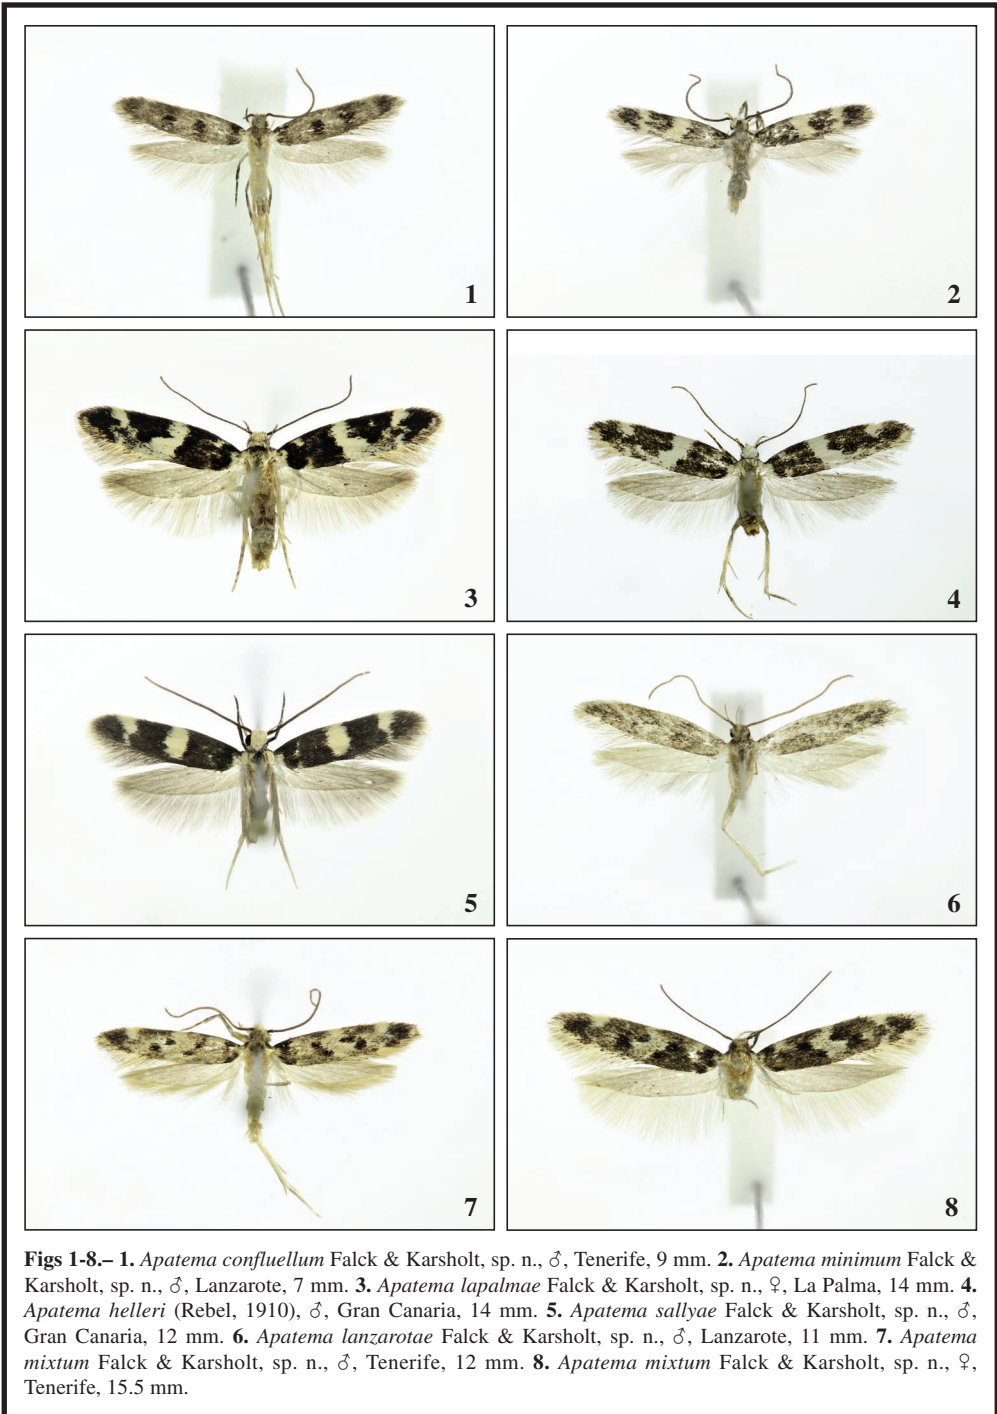 1
2
3
4
5
6
7
8
Figs 1-8.– 1. Apatema confluellum Falck & Karsholt, sp. n., ♂, Tenerife, 9 mm. 2. Apatema minimum Falck &
Karsholt, sp. n., ♂, Lanzarote, 7 mm. 3. Apatema lapalmae Falck & Karsholt, sp. n., ♀, La Palma, 14 mm. 4.
Apatema helleri (Rebel, 1910), ♂, Gran Canaria, 14 mm. 5. Apatema sallyae Falck & Karsholt, sp. n., ♂,
Gran Canaria, 12 mm. 6. Apatema lanzarotae Falck & Karsholt, sp. n., ♂, Lanzarote, 11 mm. 7. Apatema
mixtum Falck & Karsholt, sp. n., ♂, Tenerife, 12 mm. 8. Apatema mixtum Falck & Karsholt, sp. n., ♀,
Tenerife, 15.5 mm.